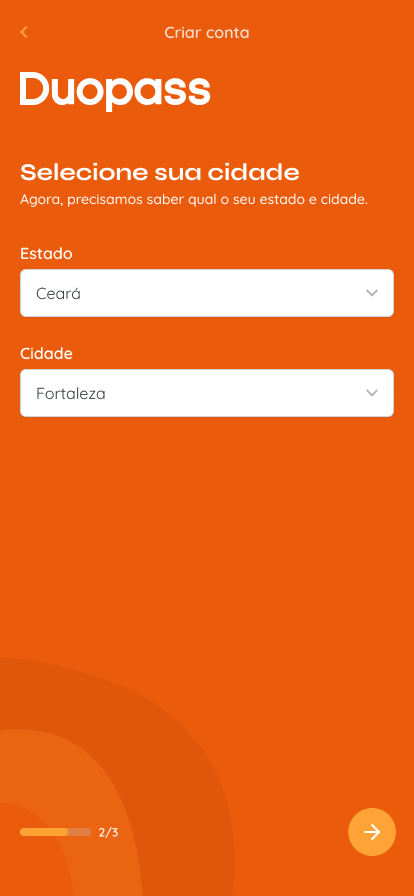 Criar conta
Duopass
Selecione sua cidade
Agora, precisamos saber qual o seu estado e cidade.
Estado
Ceará
Cidade
Fortaleza
2/3